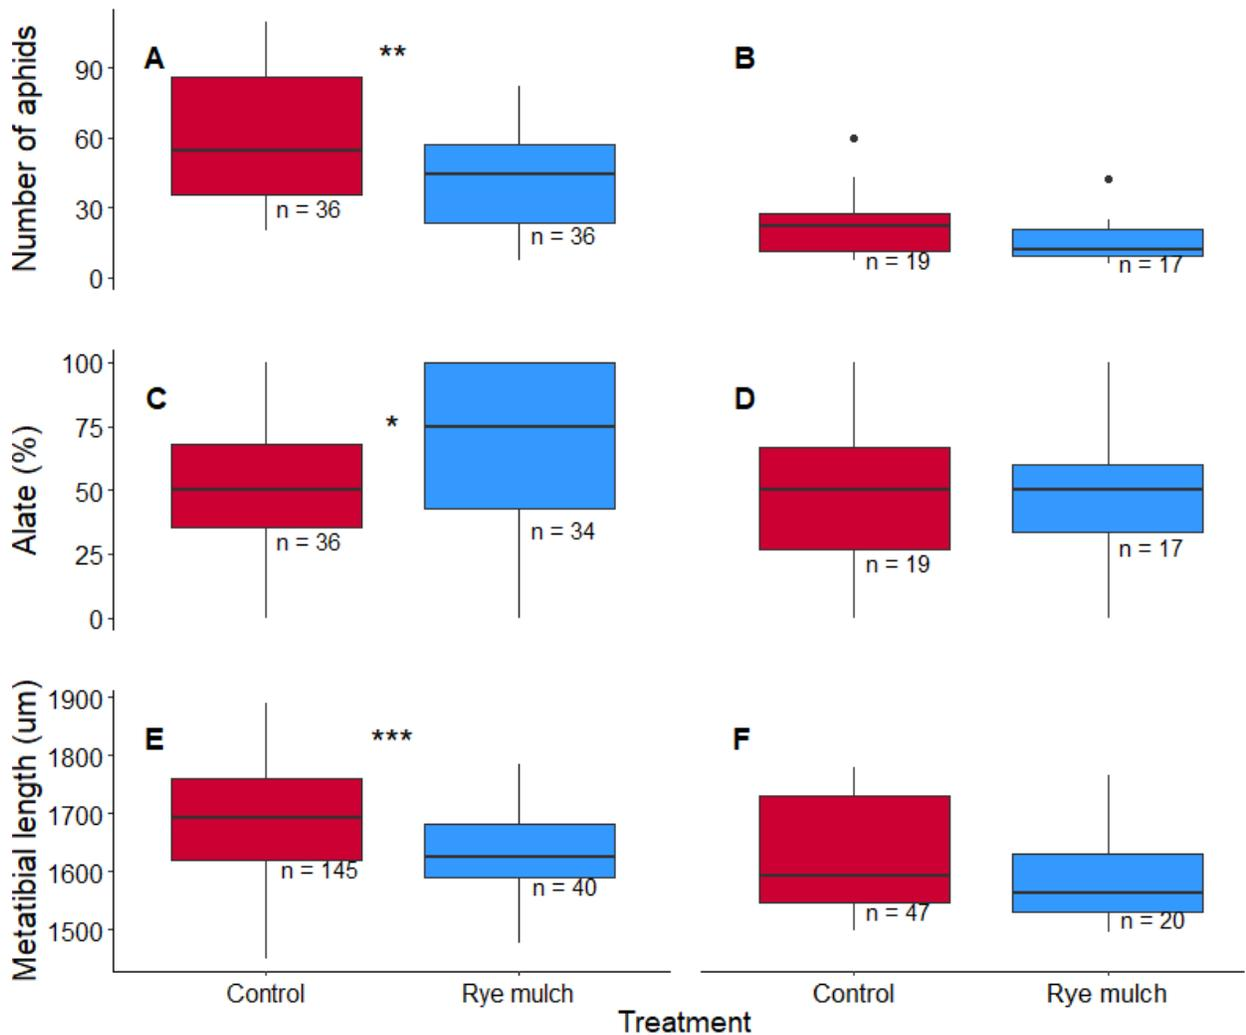 Number of aphids
90
60
30
0
A
**
n = 36
n = 36
B
n = 19
n = 17
Alate (%)
100
75
50
25
0
C
*
n = 36
n = 34
D
n = 19
n = 17
Metatibial length (um)
1900
1800
1700
1600
1500
E
***
n = 145
n = 40
F
n = 47
n = 20
Control
Rye mulch
Control
Rye mulch
Treatment